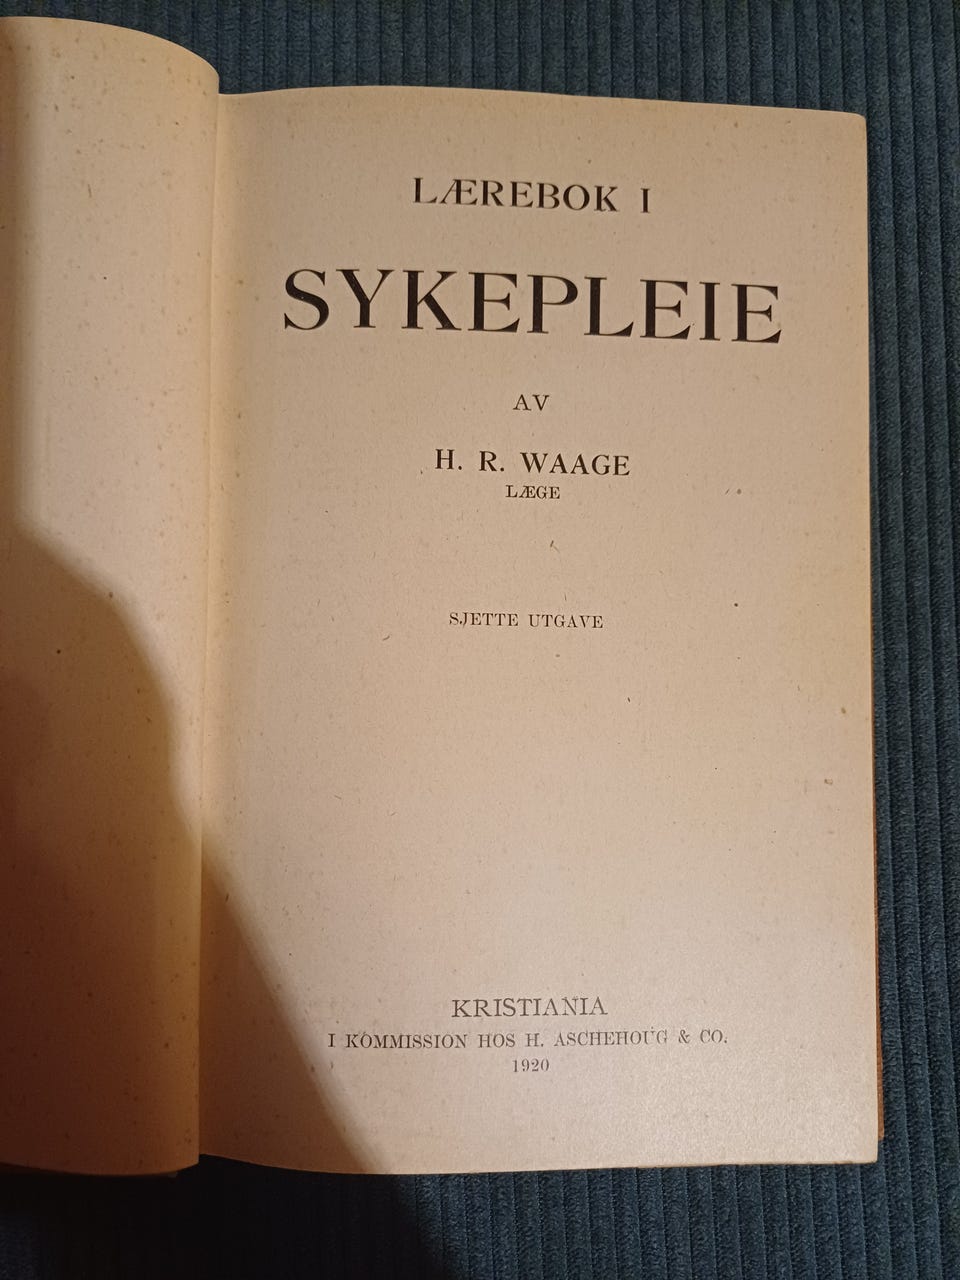 LÆREBOK I
SYKEPLEIE
AV
H. R. WAAGE
LÆGE
SJETTE UTGAVE
KRISTIANIA
I KOMMISSION HOS H. ASCHEHOUG & CO.
1920